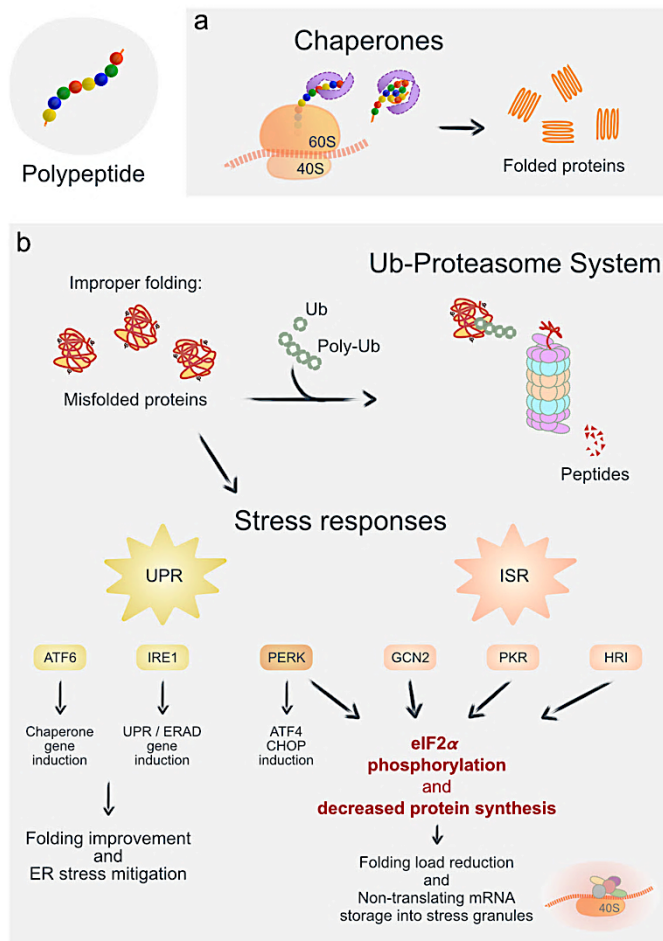 Polypeptide
a
Chaperones
60S
40S
Folded proteins
b
Ub-Proteasome System
Improper folding:
Misfolded proteins
Ub
Poly-Ub
Peptides
Stress responses
UPR
ISR
ATF6
IRE1
PERK
GCN2
PKR
HRI
Chaperone
gene
induction
UPR / ERAD
gene
induction
ATF4
CHOP
induction
eIF2α
phosphorylation
and
decreased protein synthesis
Folding improvement
and
ER stress mitigation
Folding load reduction
and
Non-translating mRNA
storage into stress granules
40S